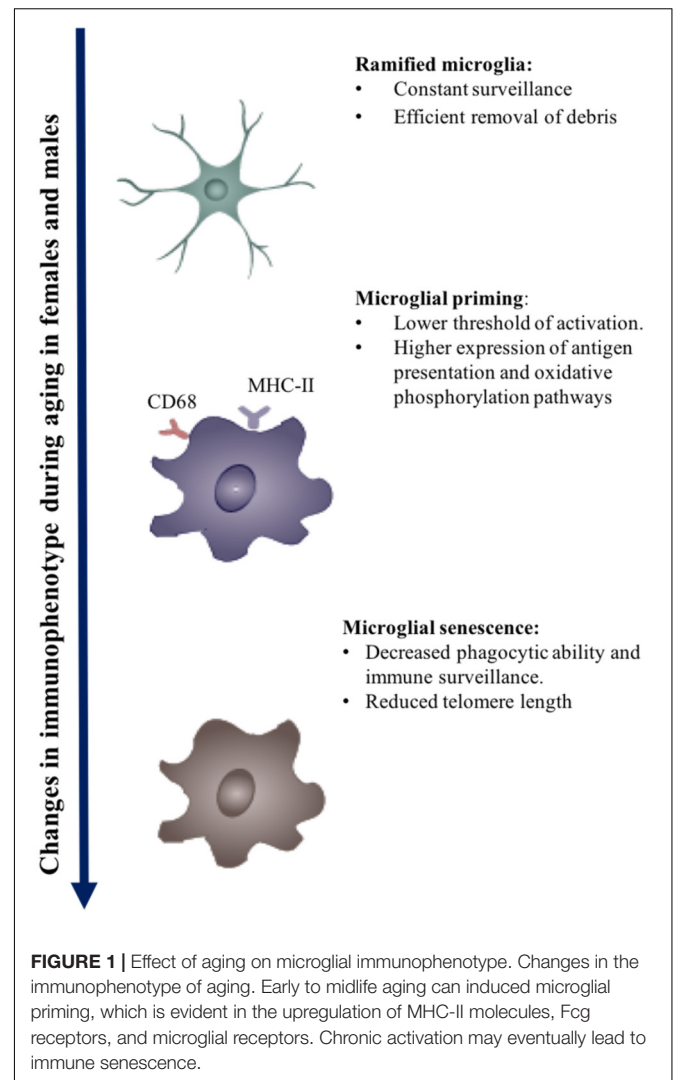 Changes in immunophenotype during aging in females and males
Ramified microglia:
• Constant surveillance
• Efficient removal of debris
Microglial priming:
• Lower threshold of activation.
• Higher expression of antigen
presentation and oxidative
phosphorylation pathways
CD68
MHC-II
Microglial senescence:
• Decreased phagocytic ability and
immune surveillance.
• Reduced telomere length
FIGURE 1 | Effect of aging on microglial immunophenotype. Changes in the
immunophenotype of aging. Early to midlife aging can induced microglial
priming, which is evident in the upregulation of MHC-II molecules, Fcg
receptors, and microglial receptors. Chronic activation may eventually lead to
immune senescence.